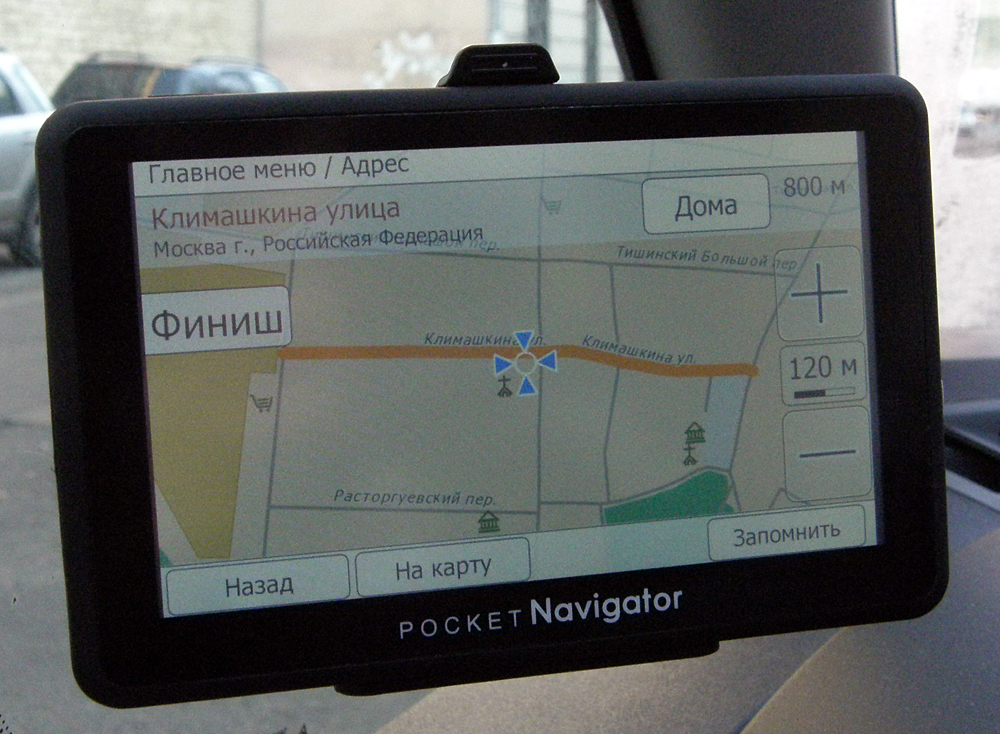 Главное меню / Адрес
Климашкина улица
Дома
800 м
Москва г., Российская Федерация
пер.
Тишинский Большой пер
ФИНИШ
Климашкина ул.
Климашкина ул.
120 м
Расторгуевский пер.
Назад
На карту
Запомнить
POCKET Navigator